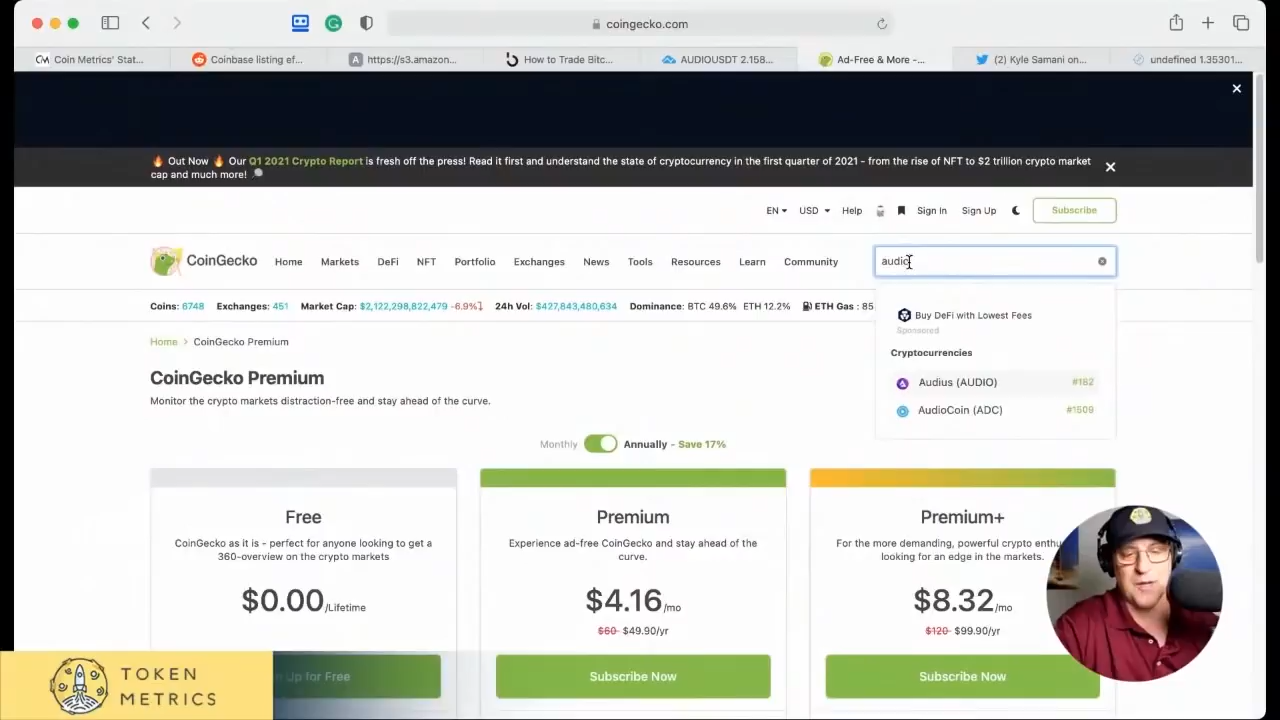 coingecko.com
Coin Metrics' Stat...
Coinbase listing ef...
https://s3.amazon...
How to Trade Bitc...
AUDIOUSDT 2.158...
Ad-Free & More -...
(2) Kyle Samani on...
undefined 1.35301...
🔥 Out Now 🔥 Our Q1 2021 Crypto Report is fresh off the press! Read it first and understand the state of cryptocurrency in the first quarter of 2021 - from the rise of NFT to $2 trillion crypto market
cap and much more!
EN USD Help Sign In Sign Up Subscribe
CoinGecko Home Markets DeFi NFT Portfolio Exchanges News Tools Resources Learn Community audio
Coins: 6748 Exchanges: 451 Market Cap: $2,122,298,822,479 -6.9% 24h Vol: $427,843,480,634 Dominance: BTC 49.6% ETH 12.2% ETH Gas : 85
Buy DeFi with Lowest Fees
Sponsored
Cryptocurrencies
Audius (AUDIO) #182
AudioCoin (ADC) #1509
Home > CoinGecko Premium
CoinGecko Premium
Monitor the crypto markets distraction-free and stay ahead of the curve.
Monthly Annually - Save 17%
Free
CoinGecko as it is - perfect for anyone looking to get a
360-overview on the crypto markets
$0.00/Lifetime
Up for Free
Premium
Experience ad-free CoinGecko and stay ahead of the
curve.
$4.16/mo
$60 $49.90/yr
Subscribe Now
Premium+
For the more demanding, powerful crypto enthu
looking for an edge in the markets.
$8.32/mo
$120 $99.90/yr
Subscribe Now
TOKEN
METRICS